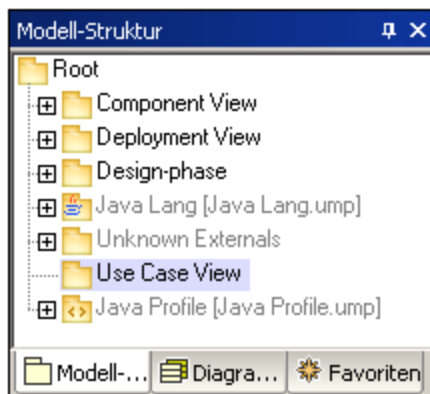 Modell-Struktur
Root
Component View
Deployment View
Design-phase
Java Lang [Java Lang.ump]
Unknown Externals
Use Case View
Java Profile [Java Profile.ump]
Modell-... Diagra... Favoriten